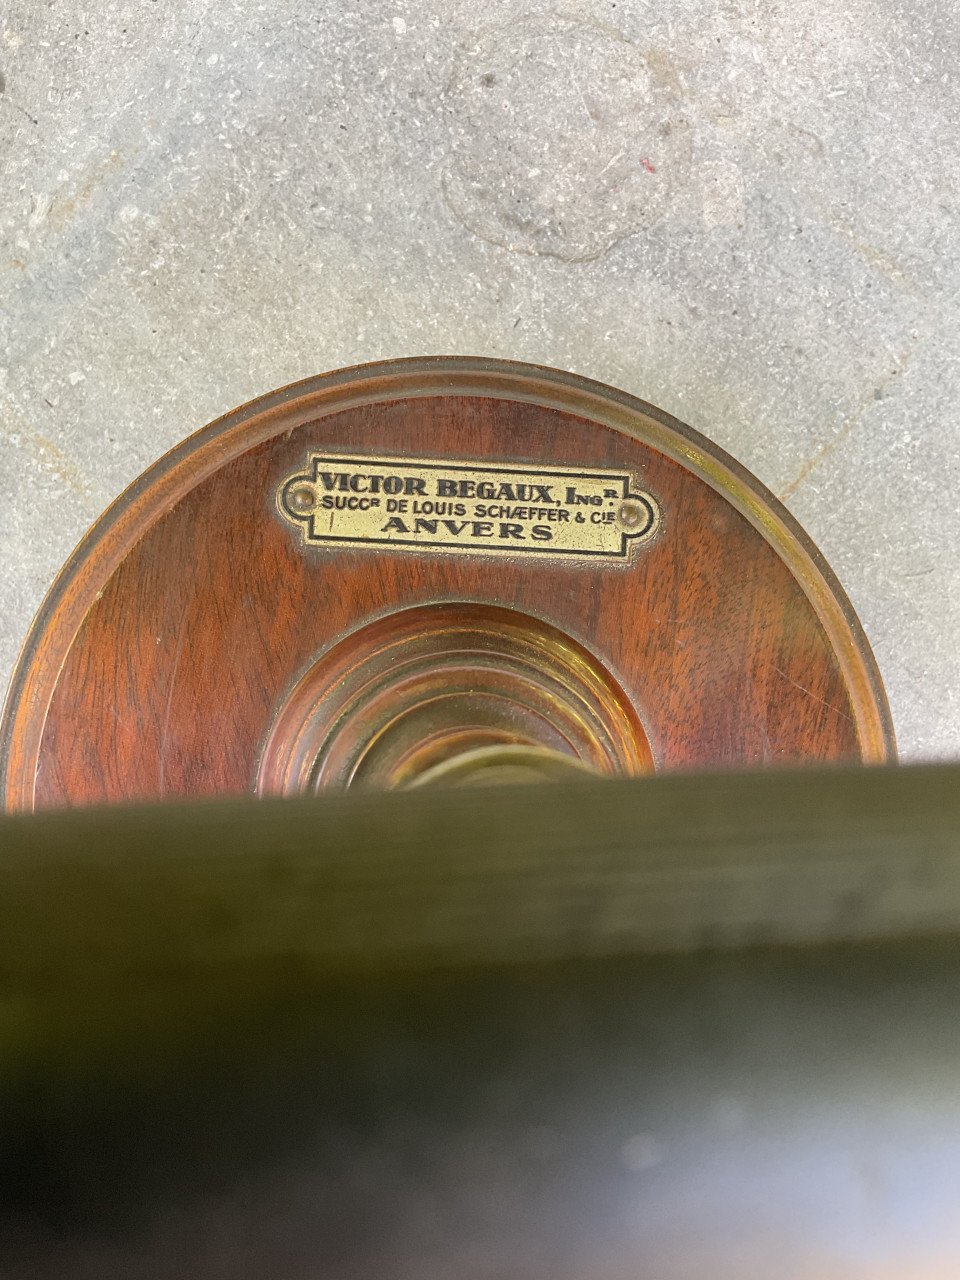 VICTOR BEGAUX, INGR.
SUCCR DE LOUIS SCHÆFFER & CIE
ANVERS